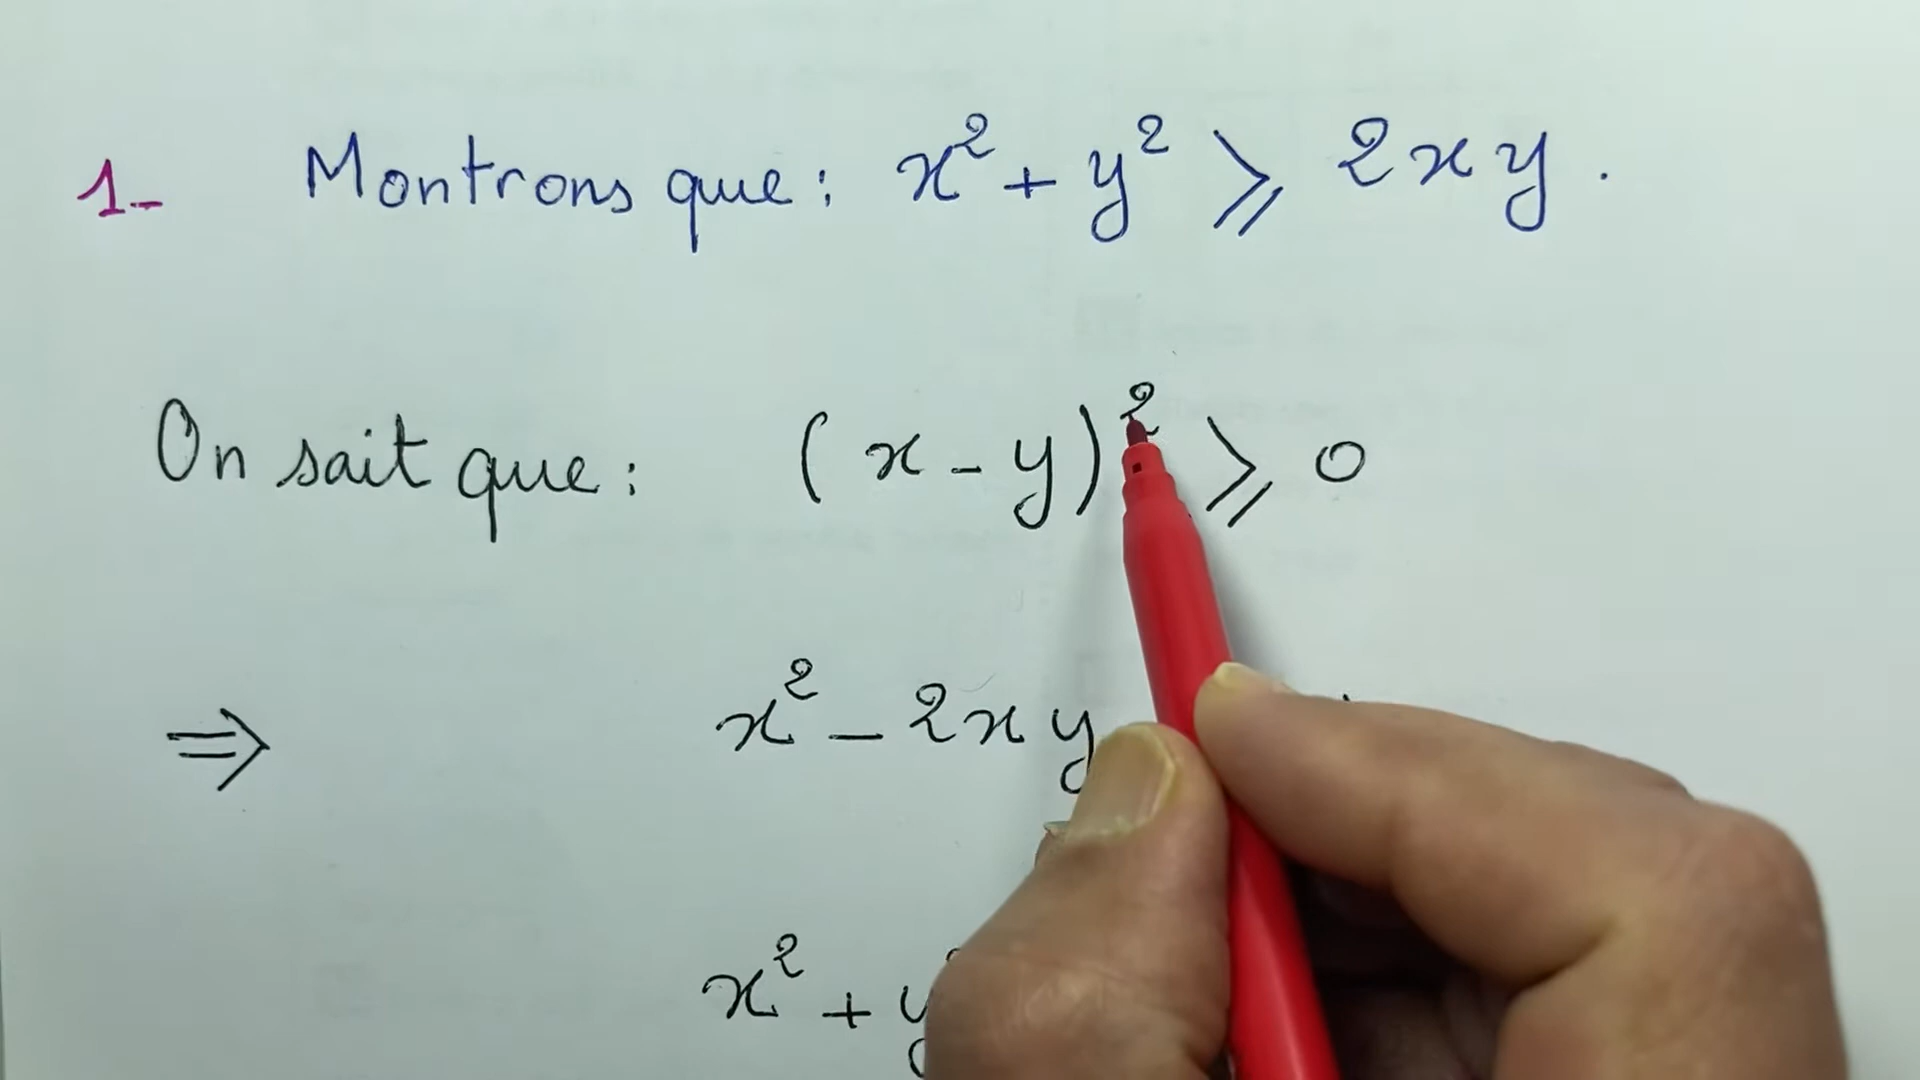 1- Montrons que : x² + y² ⩾ 2xy .
On sait que : (x - y)² ⩾ 0
⇒ x² - 2xy
x² + y